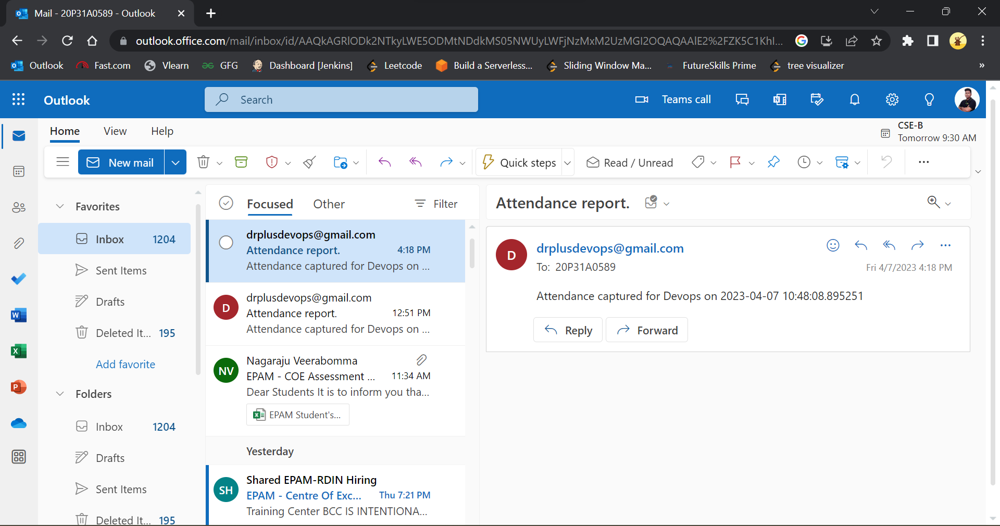 Mail - 20P31A0589 - Outlook
outlook.office.com/mail/inbox/id/AAQkAGRlODk2NTkyLWE5ODMtNDdkMS05NWUyLWFjNzMxM2UzMGI2OQAQAAlE2%2FZK5C1Khl...
Outlook Fast.com Vlearn GFG Dashboard [Jenkins] Leetcode Build a Serverless... Sliding Window Ma... FutureSkills Prime tree visualizer »
Outlook Search Teams call
Home View Help
CSE-B
Tomorrow 9:30 AM
New mail Quick steps Read / Unread
Favorites
Inbox 1204
Sent Items
Drafts
Deleted It... 195
Add favorite
Folders
Inbox 1204
Drafts
Sent Items
Deleted It... 195
Focused Other Filter
drplusdevops@gmail.com
Attendance report. 4:18 PM
Attendance captured for Devops on ...
D
drplusdevops@gmail.com
Attendance report. 12:51 PM
Attendance captured for Devops on ...
NV
Nagaraju Veerabomma
EPAM - COE Assessment ... 11:34 AM
Dear Students It is to inform you tha...
EPAM Student's...
Yesterday
SH
Shared EPAM-RDIN Hiring
EPAM - Centre Of Exc... Thu 7:21 PM
Training Center BCC IS INTENTIONA...
Attendance report.
D
drplusdevops@gmail.com
To: 20P31A0589
Fri 4/7/2023 4:18 PM
Attendance captured for Devops on 2023-04-07 10:48:08.895251
Reply Forward